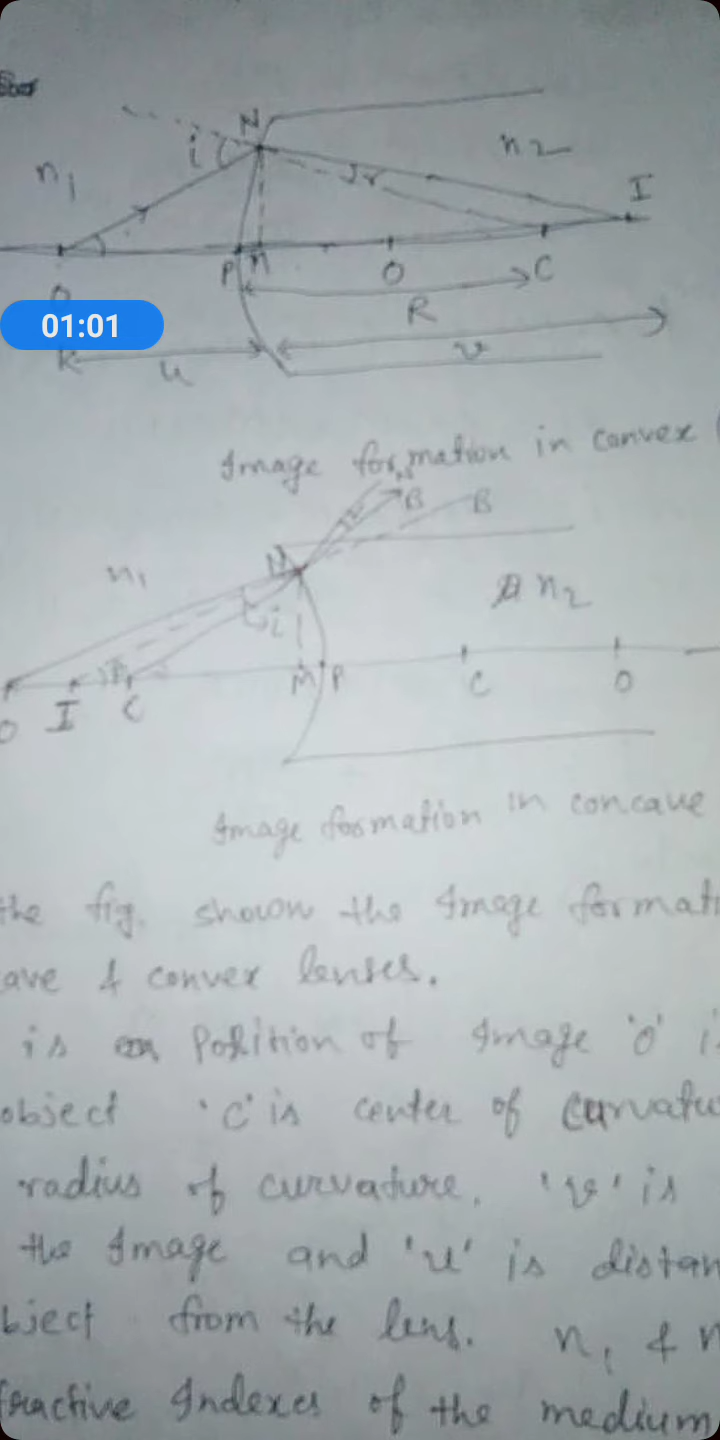 N
i
n₁
n₂
r
I
P M O C
R
01:01
u
v
Image formation in convex
B B
N
n₁
i
n₂
O I C M P C O
Image formation in concave
the fig. shown the Image formati
cave & convex lenses.
is Position of Image 'O' is
object 'C' is center of curvatu
radius of curvature. 'v' is
the Image and 'u' is distan
bject from the lens. n₁ & n
fractive Indexes of the medium